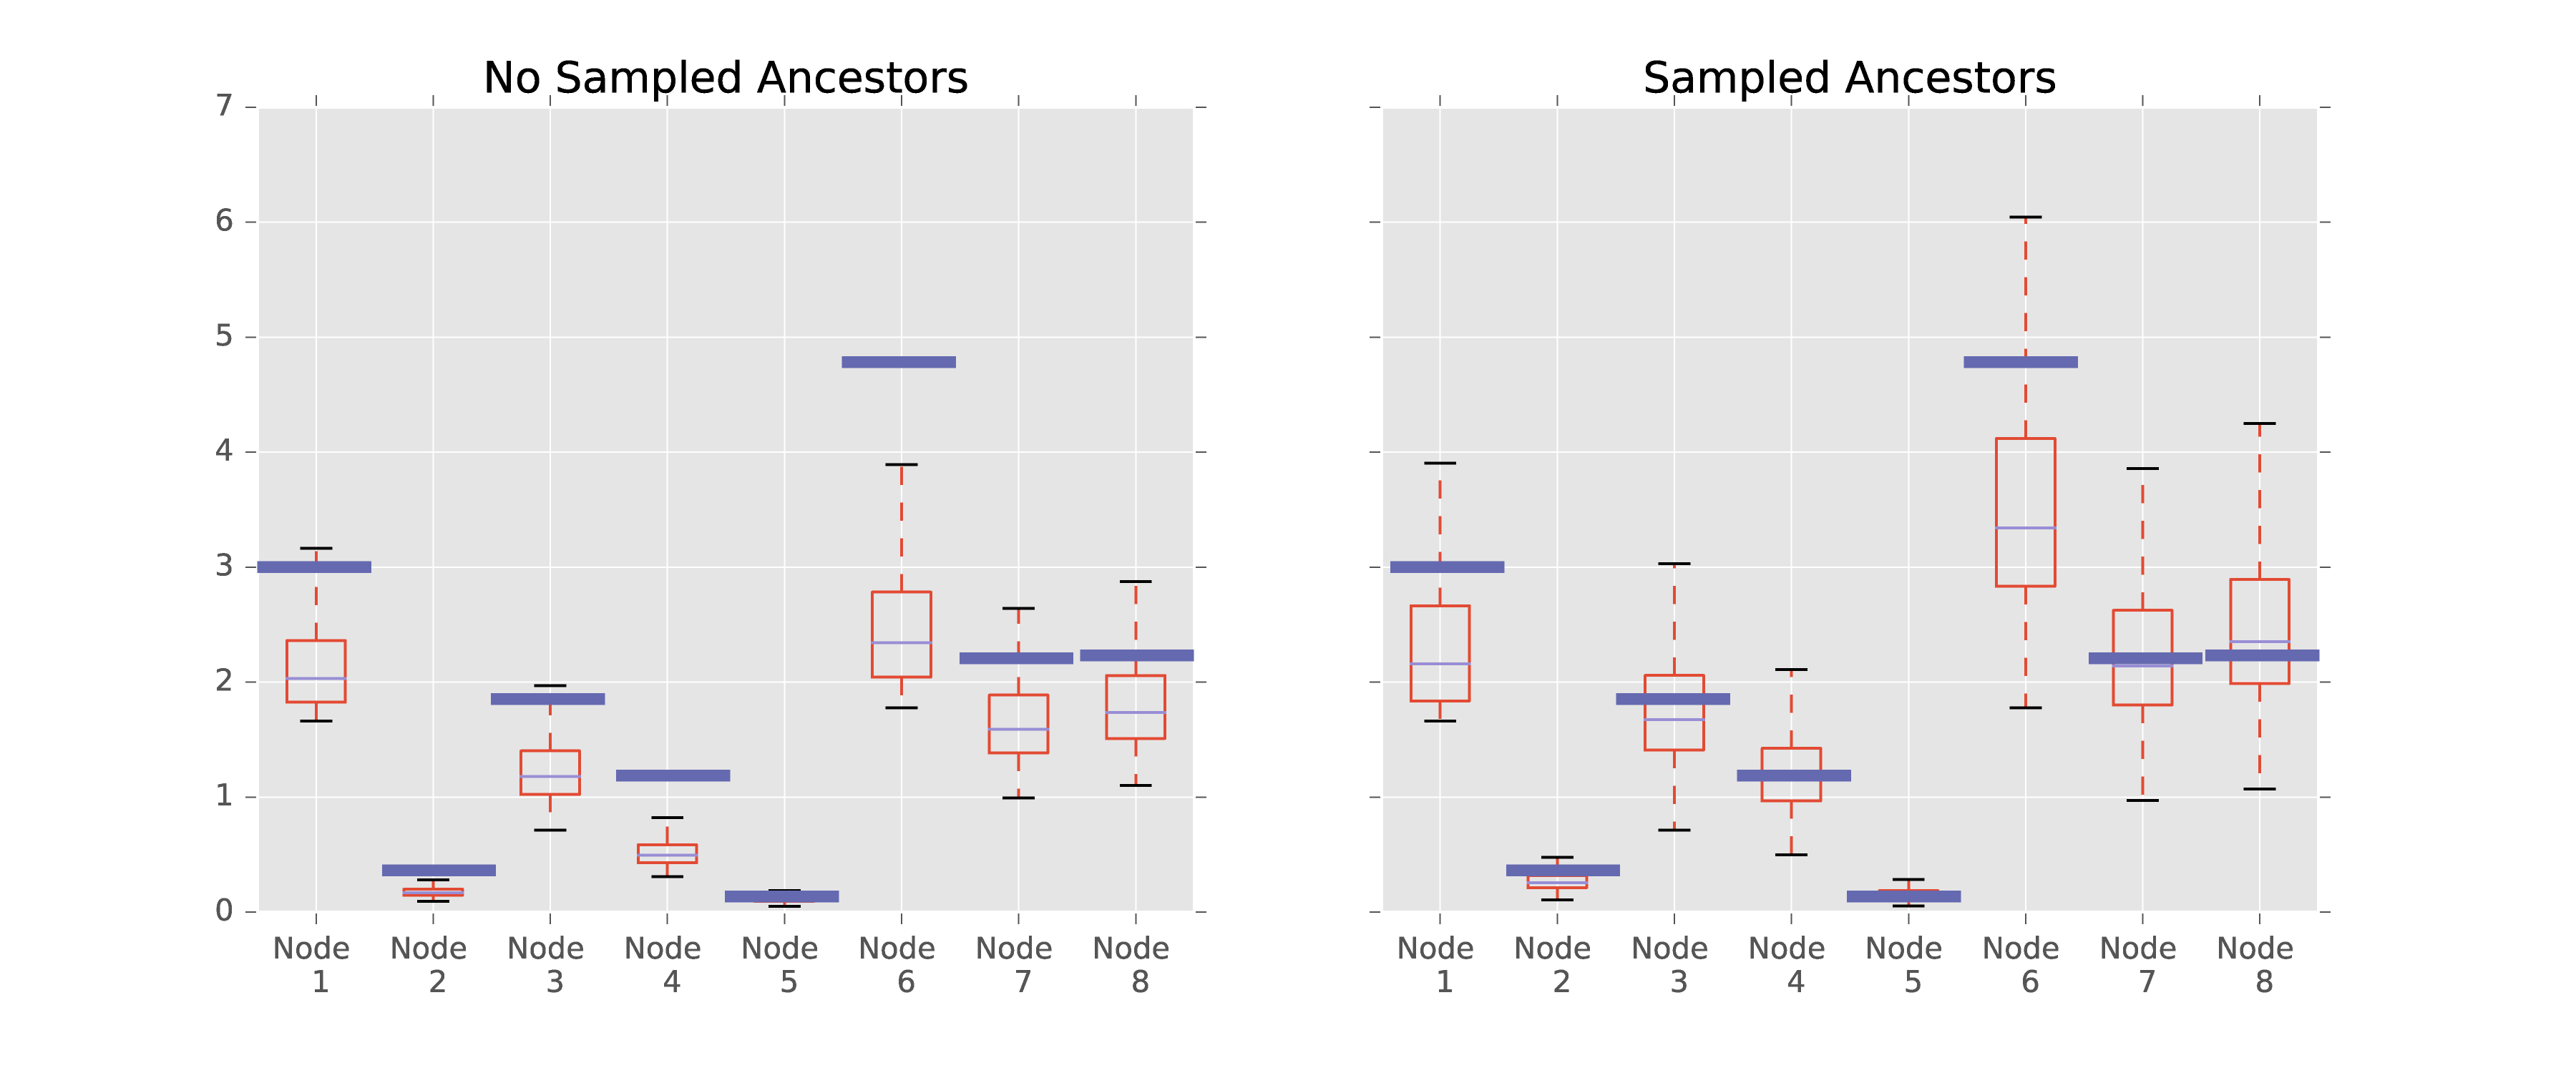 No Sampled Ancestors
Sampled Ancestors
7
6
5
4
3
2
1
0
Node 1
Node 2
Node 3
Node 4
Node 5
Node 6
Node 7
Node 8
Node 1
Node 2
Node 3
Node 4
Node 5
Node 6
Node 7
Node 8